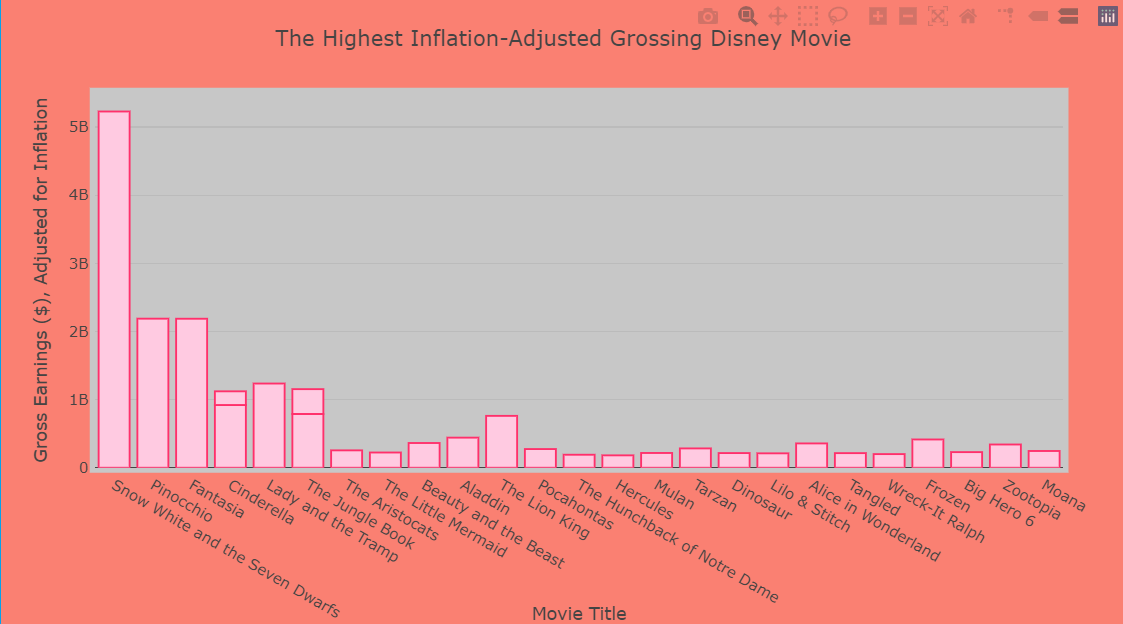 The Highest Inflation-Adjusted Grossing Disney Movie
Gross Earnings ($), Adjusted for Inflation
5B
4B
3B
2B
1B
0
Snow White and the Seven Dwarfs
Pinocchio
Fantasia
Cinderella
Lady and the Tramp
The Jungle Book
The Aristocats
The Little Mermaid
Beauty and the Beast
Aladdin
The Lion King
Pocahontas
The Hunchback of Notre Dame
Hercules
Mulan
Tarzan
Dinosaur
Lilo & Stitch
Alice in Wonderland
Tangled
Wreck-It Ralph
Frozen
Big Hero 6
Zootopia
Moana
Movie Title